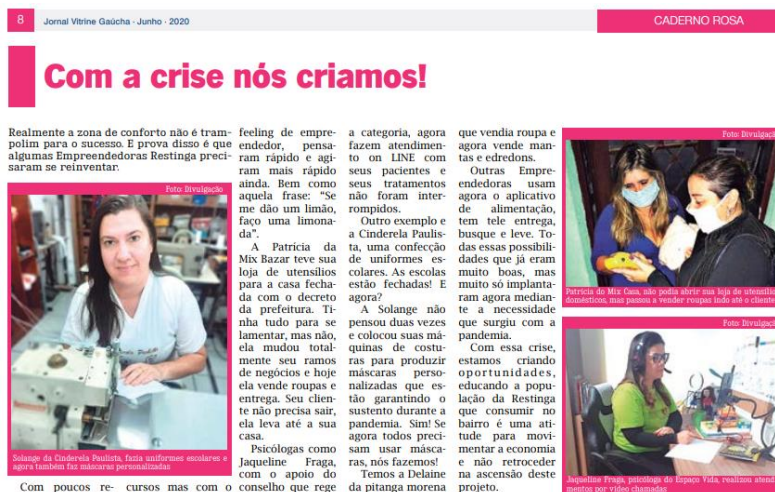 8
Jornal Vitrine Gaúcha - Junho - 2020
CADERNO ROSA
Com a crise nós criamos!
Realmente a zona de conforto não é tram-
polim para o sucesso. E prova disso é que
algumas Empreendedoras Restinga preci-
saram se reinventar.
Foto: Divulgação
Solange da Cinderela Paulista, fazia uniformes escolares e
agora também faz máscaras personalizadas
Com poucos re-
cursos mas com o
feeling de empre-
endedor, pensa-
ram rápido e agi-
ram mais rápido
ainda. Bem como
aquela frase: "Se
me dão um limão,
faço uma limona-
da".
A Patrícia da
Mix Bazar teve sua
loja de utensílios
para a casa fecha-
da com o decreto
da prefeitura. Ti-
nha tudo para se
lamentar, mas não,
ela mudou total-
mente seu ramos
de negócios e hoje
ela vende roupas e
entrega. Seu clien-
te não precisa sair,
ela leva até a sua
casa.
Psicólogas como
Jaqueline Fraga,
com o apoio do
conselho que rege
a categoria, agora
fazem atendimen-
to on LINE com
seus pacientes e
seus tratamentos
não foram inter-
rompidos.
Outro exemplo e
a Cinderela Paulis-
ta, uma confecção
de uniformes es-
colares. As escolas
estão fechadas! E
agora?
A Solange não
pensou duas vezes
e colocou suas má-
quinas de costu-
ras para produzir
máscaras perso-
nalizadas que es-
tão garantindo o
sustento durante a
pandemia. Sim! Se
agora todos preci-
sam usar másca-
ras, nós fazemos!
Temos a Delaine
da pitanga morena
que vendia roupa e
agora vende man-
tas e edredons.
Outras Empre-
endedoras usam
agora o aplicativo
de alimentação,
tem tele entrega,
busque e leve. To-
das essas possibili-
dades que já eram
muito boas, mas
muito só implanta-
ram agora median-
te a necessidade
que surgiu com a
pandemia.
Com essa crise,
estamos criando
oportunidades,
educando a popu-
lação da Restinga
que consumir no
bairro é uma ati-
tude para movi-
mentar a economia
e não retroceder
na ascensão deste
projeto.
Foto: Divulgação
Patrícia do Mix Casa, não podia abrir sua loja de utensílio
domésticos, mas passou a vender roupas indo até o cliente
Foto: Divulgação
Jaqueline Fraga, psicóloga do Espaço Vida, realizou atend
mentos por vídeo chamadas